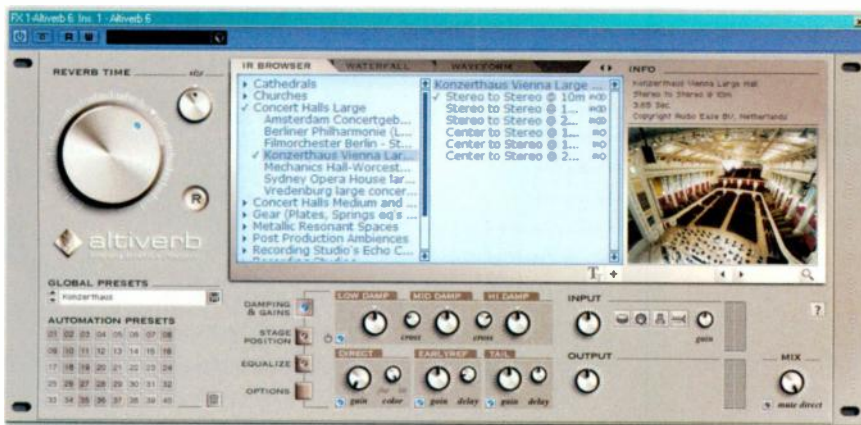 FX 1-Altiverb 6 Ins. 1 - Altiverb 6
R W
REVERB TIME
size
IR BROWSER WATERFALL WAVEFORM
INFO
Cathedrals
Churches
Concert Halls Large
Amsterdam Concertgeb...
Berliner Philharmonie (L...
Filmorchester Berlin - St...
Konzerthaus Vienna Lar...
Mechanics Hall-Worcest...
Sydney Opera House lar...
Vredenburg large concer...
Concert Halls Medium and ...
Gear (Plates, Springs eq's ...
Metallic Resonant Spaces
Post Production Ambiences
Recording Studio's Echo C...
Recording Studios
Konzerthaus Vienna Large ...
Stereo to Stereo @ 10m
Stereo to Stereo @ 1...
Stereo to Stereo @ 2...
Center to Stereo @ 1...
Center to Stereo @ 1...
Center to Stereo @ 2...
Konzerthaus Vienna Large Hall
Stereo to Stereo @ 10m
3.65 Sec.
Copyright Audio Ease BV, Netherlands
R
altiverb
GLOBAL PRESETS
Konzerthaus
AUTOMATION PRESETS
01 02 03 04 05 06 07 08
09 10 11 12 13 14 15 16
17 18 19 20 21 22 23 24
25 26 27 28 29 30 31 32
33 34 35 36 37 38 39 40
DAMPING & GAINS
STAGE POSITION
EQUALIZE
OPTIONS
LOW DAMP MID DAMP HI DAMP
cross cross
DIRECT EARLY REF TAIL
gain color gain delay gain delay
INPUT
gain
OUTPUT
?
MIX
mute direct